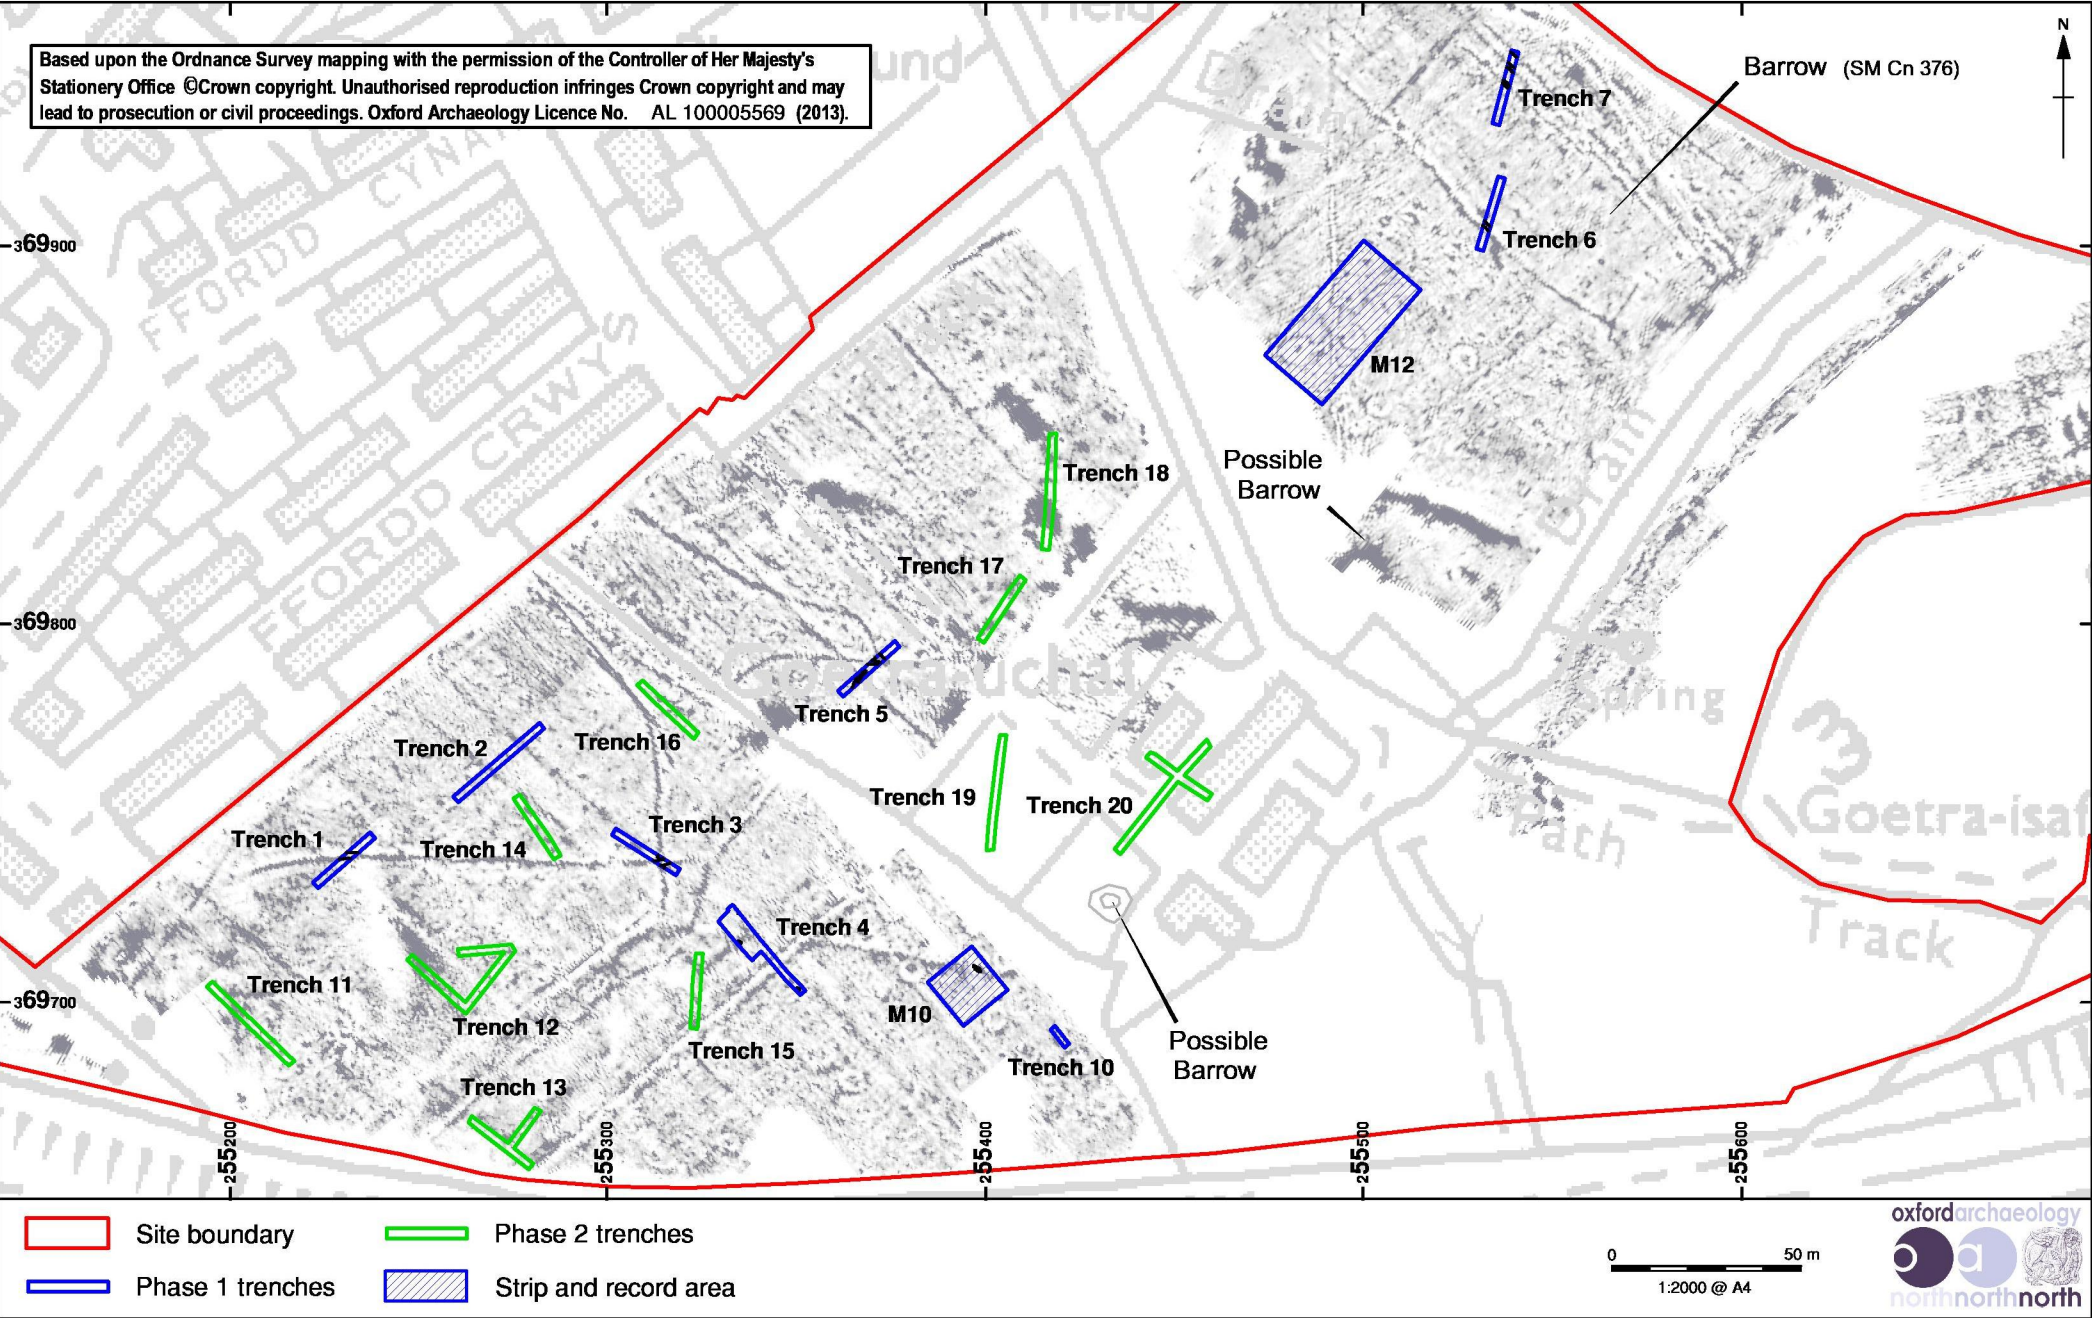 Based upon the Ordnance Survey mapping with the permission of the Controller of Her Majesty's
Stationery Office ©Crown copyright. Unauthorised reproduction infringes Crown copyright and may
lead to prosecution or civil proceedings. Oxford Archaeology Licence No. AL 100005569 (2013).
N
Barrow (SM Cn 376)
Trench 7
Drain
FFORDD CYNAN
Trench 6
369900
M12
FFORDD CRWYS
Possible
Barrow
Trench 18
Drain
Trench 17
369800
Goetra-uchaf
Spring
Trench 5
Trench 2
Trench 16
Trench 19
Trench 20
Trench 3
Trench 1
Trench 14
Path
Goetra-isaf
Trench 4
Track
Trench 11
369700
M10
Trench 12
Trench 15
Trench 10
Possible
Barrow
Trench 13
255200
255300
255400
255500
255600
Site boundary
Phase 2 trenches
Phase 1 trenches
Strip and record area
0 50 m
1:2000 @ A4
oxfordarchaeology
northnorthnorth